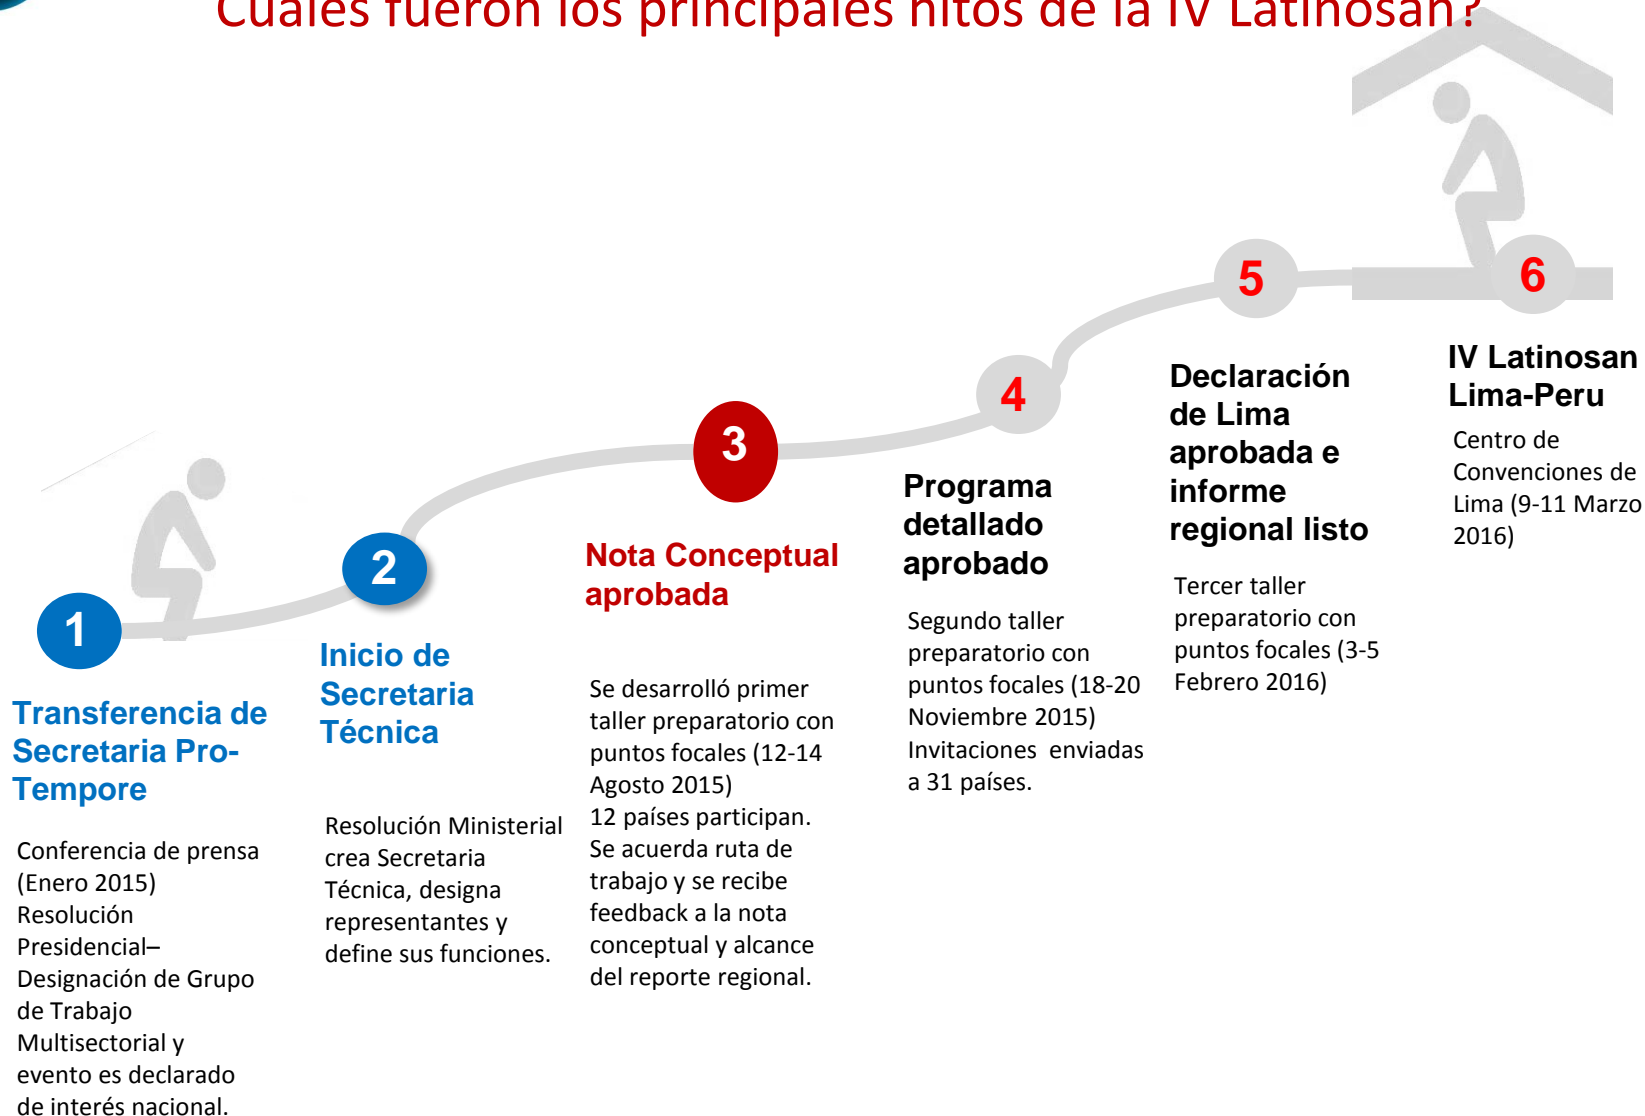 Cuáles fueron los principales hitos de la IV Latinosan?
1
Transferencia de
Secretaria Pro-
Tempore
Conferencia de prensa
(Enero 2015)
Resolución
Presidencial–
Designación de Grupo
de Trabajo
Multisectorial y
evento es declarado
de interés nacional.
2
Inicio de
Secretaria
Técnica
Resolución Ministerial
crea Secretaria
Técnica, designa
representantes y
define sus funciones.
3
Nota Conceptual
aprobada
Se desarrolló primer
taller preparatorio con
puntos focales (12-14
Agosto 2015)
12 países participan.
Se acuerda ruta de
trabajo y se recibe
feedback a la nota
conceptual y alcance
del reporte regional.
4
Programa
detallado
aprobado
Segundo taller
preparatorio con
puntos focales (18-20
Noviembre 2015)
Invitaciones enviadas
a 31 países.
5
Declaración
de Lima
aprobada e
informe
regional listo
Tercer taller
preparatorio con
puntos focales (3-5
Febrero 2016)
6
IV Latinosan
Lima-Peru
Centro de
Convenciones de
Lima (9-11 Marzo
2016)